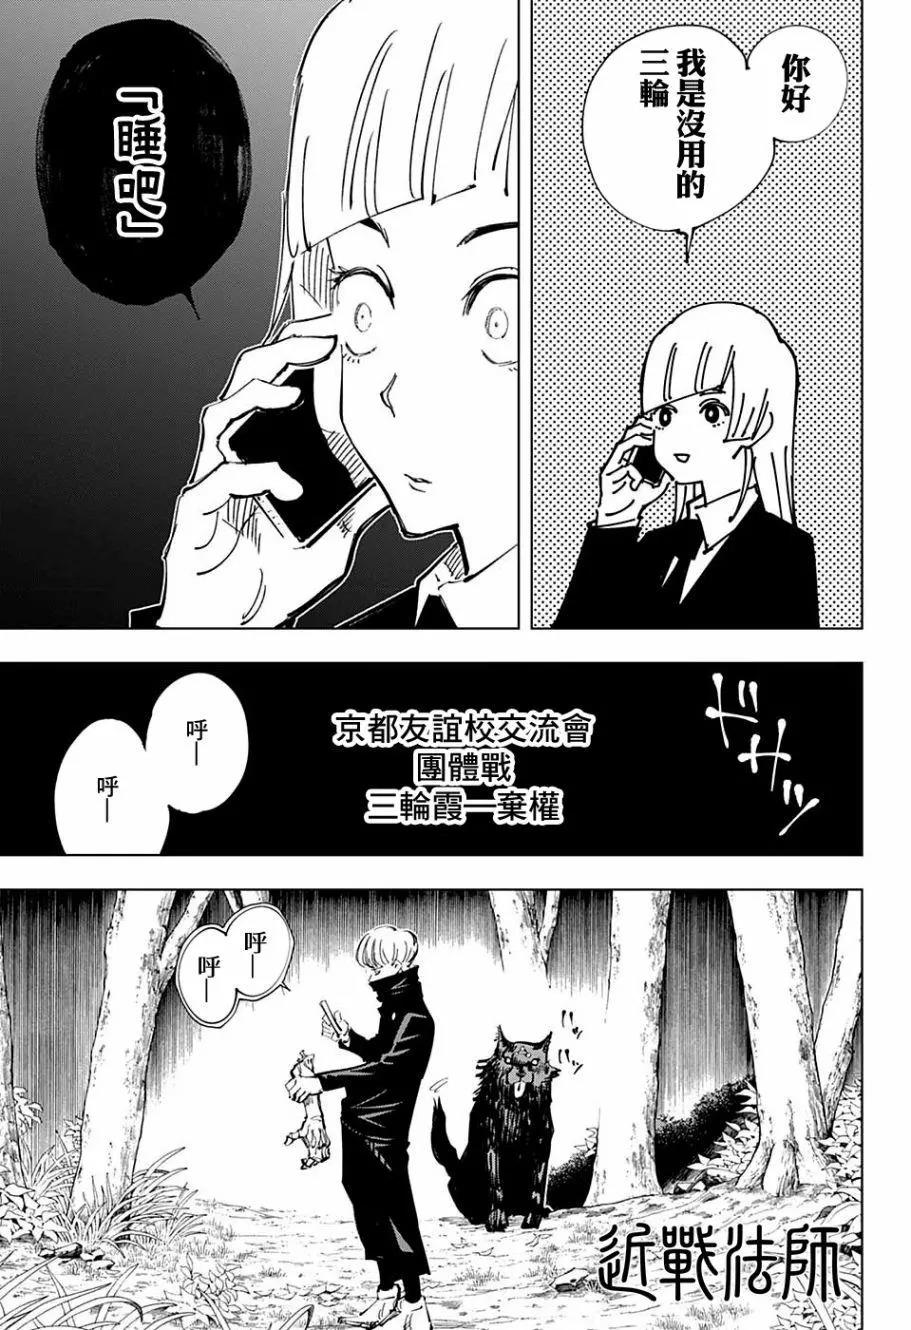 你好
我是沒用的
三輪
「睡吧」
ドドッ
京都友誼校交流會
團體戰
三輪霞—棄權
呼—
呼—
呼—
呼—
近戰法師